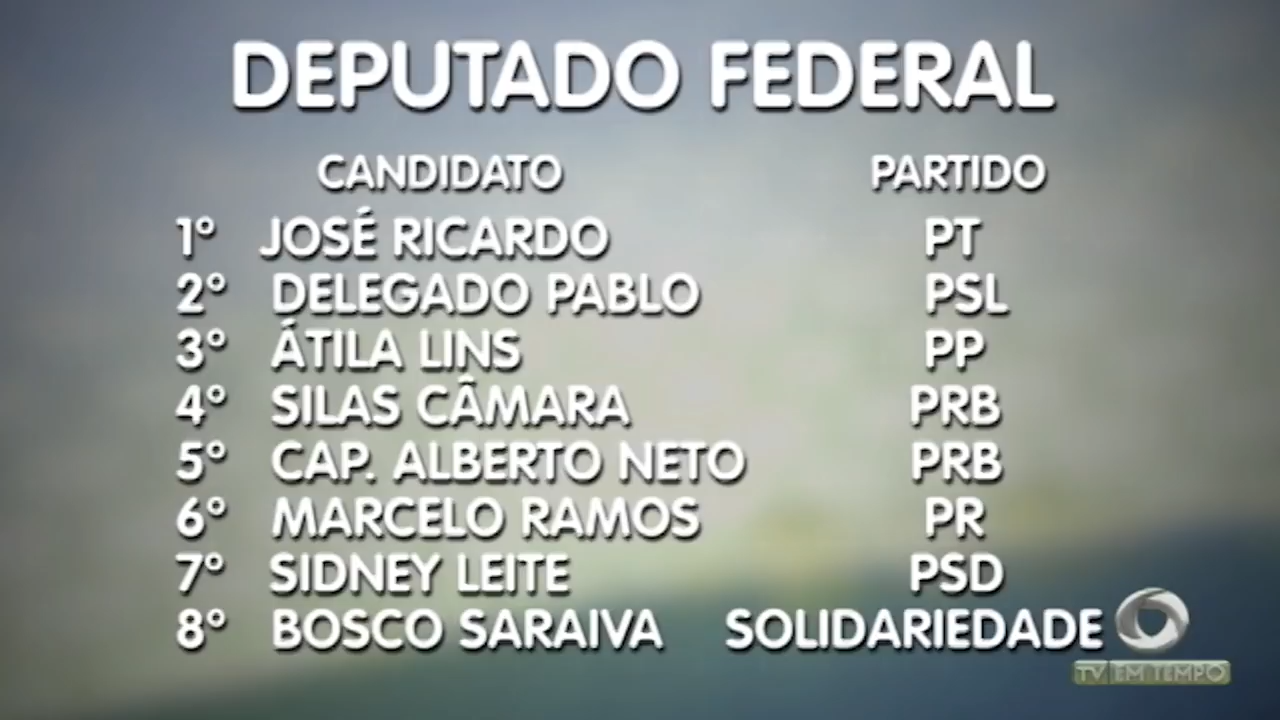 DEPUTADO FEDERAL
CANDIDATO PARTIDO
1º JOSÉ RICARDO PT
2º DELEGADO PABLO PSL
3º ÁTILA LINS PP
4º SILAS CÂMARA PRB
5º CAP. ALBERTO NETO PRB
6º MARCELO RAMOS PR
7º SIDNEY LEITE PSD
8º BOSCO SARAIVA SOLIDARIEDADE
TV EM TEMPO